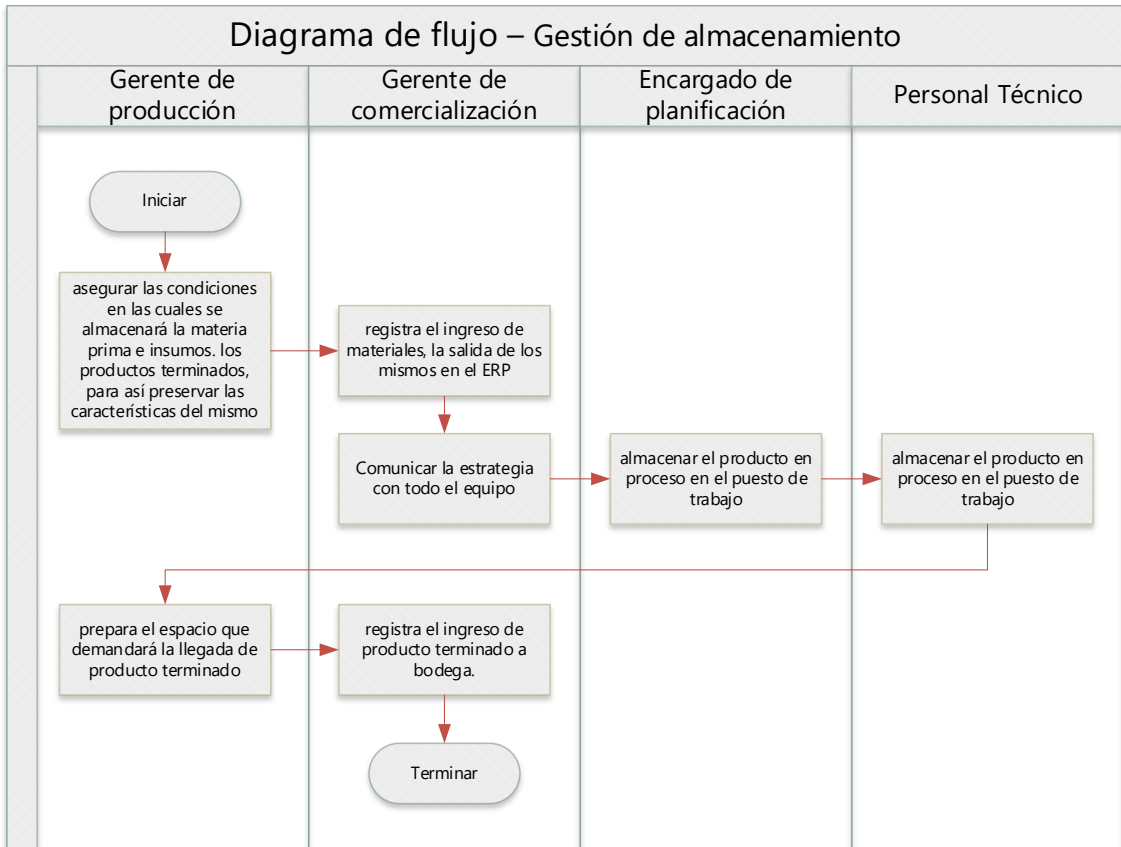 Diagrama de flujo – Gestión de almacenamiento
Gerente de
producción
Gerente de
comercialización
Encargado de
planificación
Personal Técnico
Iniciar
asegurar las condiciones
en las cuales se
almacenará la materia
prima e insumos. los
productos terminados,
para así preservar las
características del mismo
registra el ingreso de
materiales, la salida de los
mismos en el ERP
Comunicar la estrategia
con todo el equipo
almacenar el producto en
proceso en el puesto de
trabajo
almacenar el producto en
proceso en el puesto de
trabajo
prepara el espacio que
demandará la llegada de
producto terminado
registra el ingreso de
producto terminado a
bodega.
Terminar